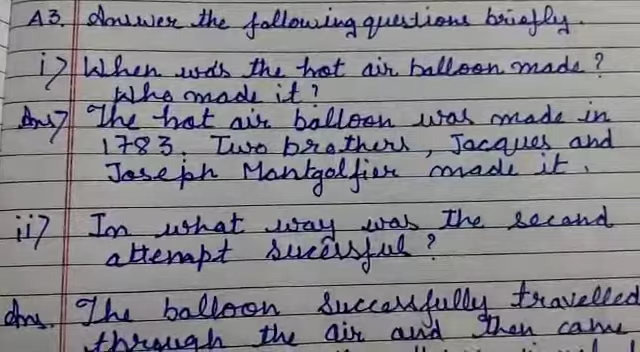 A3. Answer the following questions briefly.
i) When was the hot air balloon made?
Who made it?
Ans) The hot air balloon was made in
1783. Two brothers, Jacques and
Joseph Mantgolfier made it.
ii) In what way was the second
attempt sucessful?
Ans. The balloon successfully travelled
through the air and then came